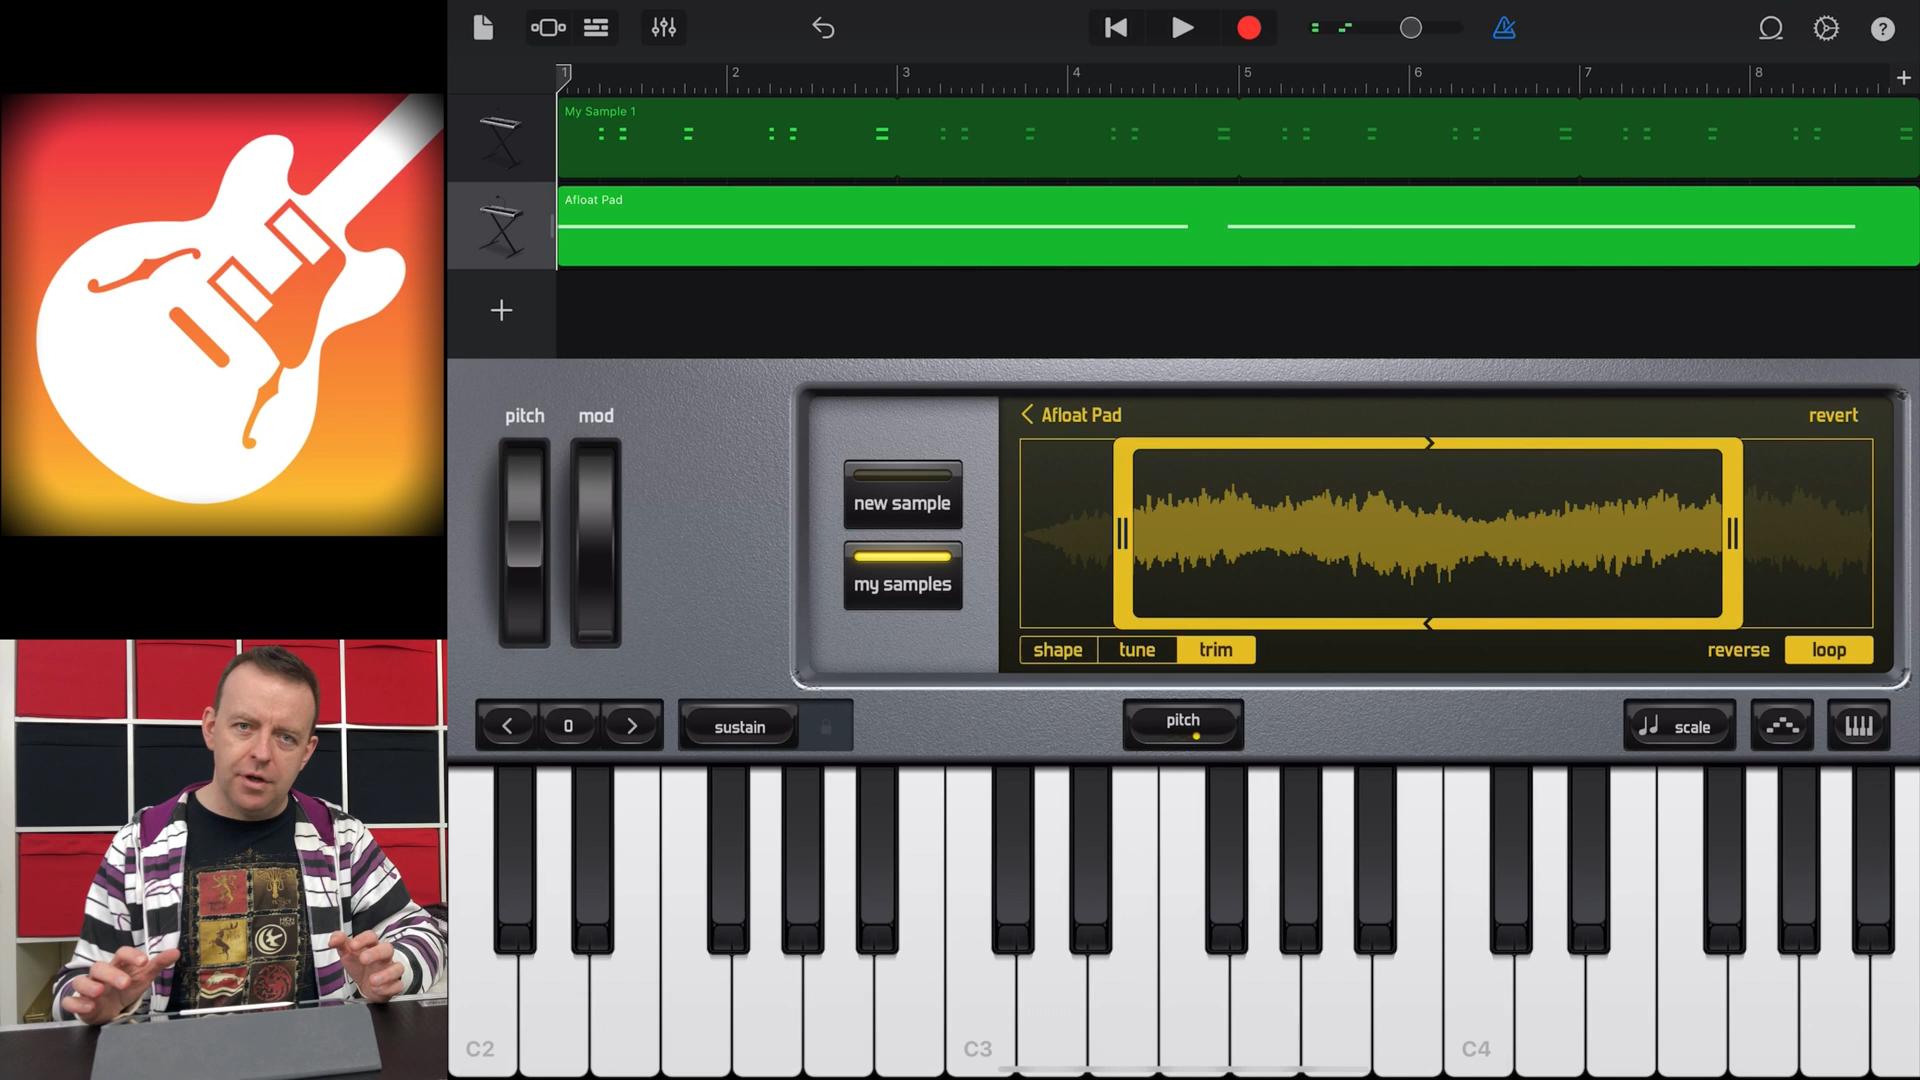 1
2
3
4
5
6
7
8
My Sample 1
Afloat Pad
pitch
mod
Afloat Pad
revert
new sample
my samples
shape
tune
trim
reverse
loop
0
sustain
pitch
scale
C2
C3
C4